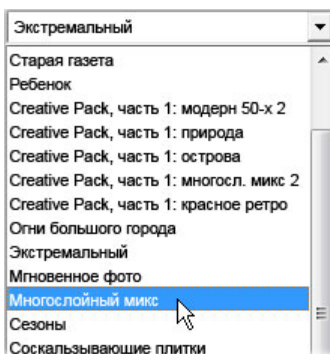 Экстремальный
Старая газета
Ребенок
Creative Pack, часть 1: модерн 50-х 2
Creative Pack, часть 1: природа
Creative Pack, часть 1: острова
Creative Pack, часть 1: многосл. микс 2
Creative Pack, часть 1: красное ретро
Огни большого города
Экстремальный
Мгновенное фото
Многослойный микс
Сезоны
Соскальзывающие плитки